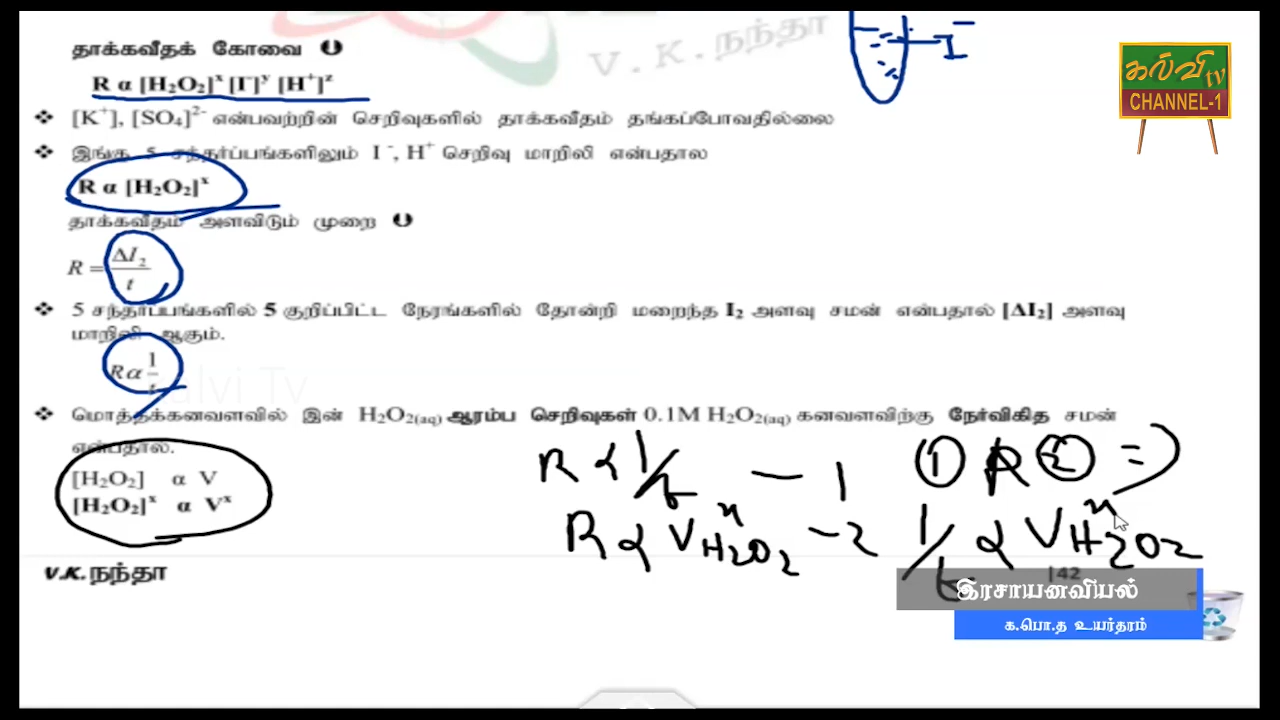 தாக்கவீதக் கோவை
V.K.நந்தா
I⁻
கல்வி tv
CHANNEL-1
R α [H₂O₂]ˣ [I⁻]ʸ [H⁺]ᶻ
❖ [K⁺], [SO₄]²⁻ என்பவற்றின் செறிவுகளில் தாக்கவீதம் தங்கப்போவதில்லை
❖ இங்கு 5 சந்தர்ப்பங்களிலும் I⁻, H⁺ செறிவு மாறிலி என்பதால
R α [H₂O₂]ˣ
தாக்கவீதம் அளவிடும் முறை
R = ΔI₂ / t
❖ 5 சந்தர்ப்பங்களில் 5 குறிப்பிட்ட நேரங்களில் தோன்றி மறைந்த I₂ அளவு சமன் என்பதால் [ΔI₂] அளவு
மாறிலி ஆகும்.
R α 1/t
❖ மொத்தக்கனவளவில் இன் H₂O₂(aq) ஆரம்ப செறிவுகள் 0.1M H₂O₂(aq) கனவளவிற்கு நேர்விகித சமன்
என்பதால.
[H₂O₂] α V
[H₂O₂]ˣ α Vˣ
R α 1/t — 1
R α Vˣ H₂O₂ – 2
① R ② =>
1/t α Vˣ H₂O₂
V.K.நந்தா
|42
இரசாயனவியல்
க.பொ.த உயர்தரம்